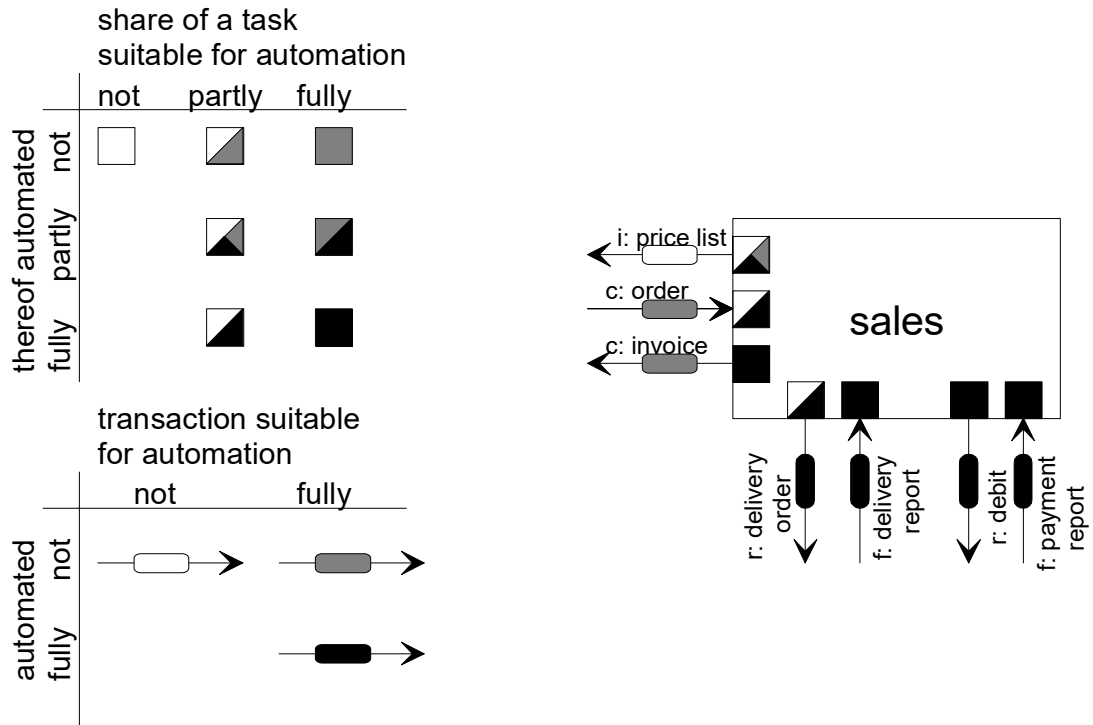 share of a task
suitable for automation
not partly fully
thereof automated
not
partly
fully
transaction suitable
for automation
not fully
automated
not
fully
i: price list
c: order
c: invoice
sales
r: delivery
order
f: delivery
report
r: debit
f: payment
report